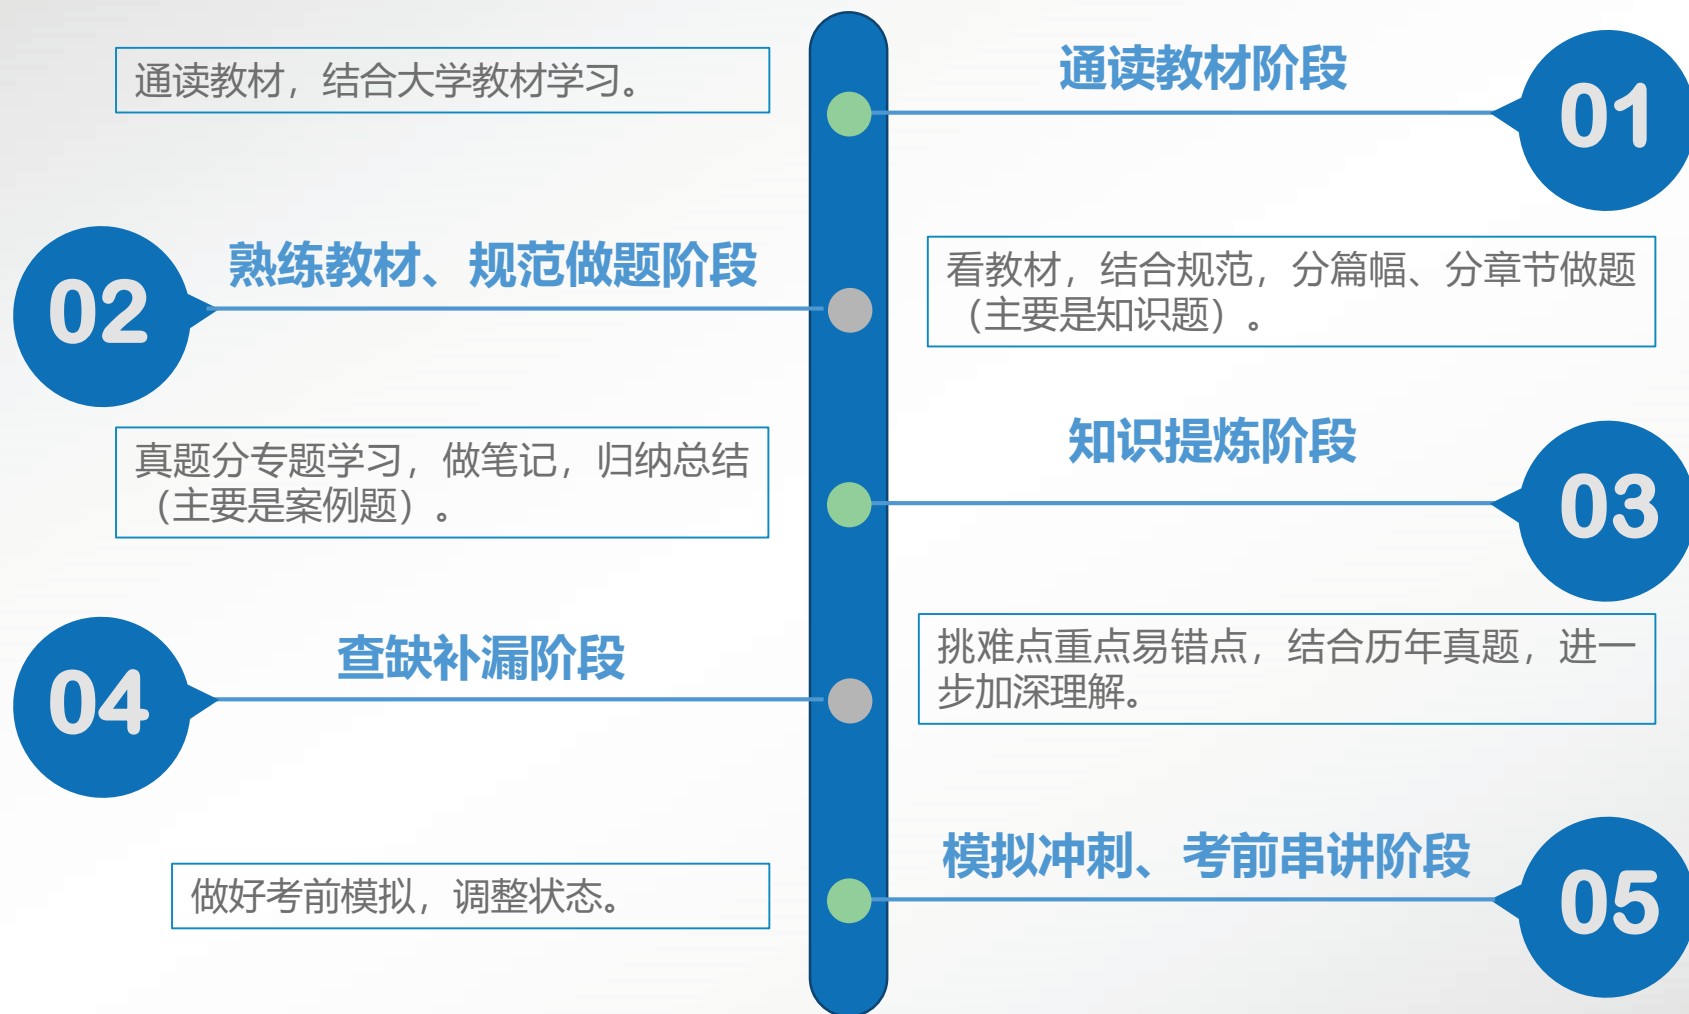 通读教材阶段
01
通读教材，结合大学教材学习。
02
熟练教材、规范做题阶段
看教材，结合规范，分篇幅、分章节做题
（主要是知识题）。
知识提炼阶段
03
真题分专题学习，做笔记，归纳总结
（主要是案例题）。
04
查缺补漏阶段
挑难点重点易错点，结合历年真题，进一
步加深理解。
模拟冲刺、考前串讲阶段
05
做好考前模拟，调整状态。